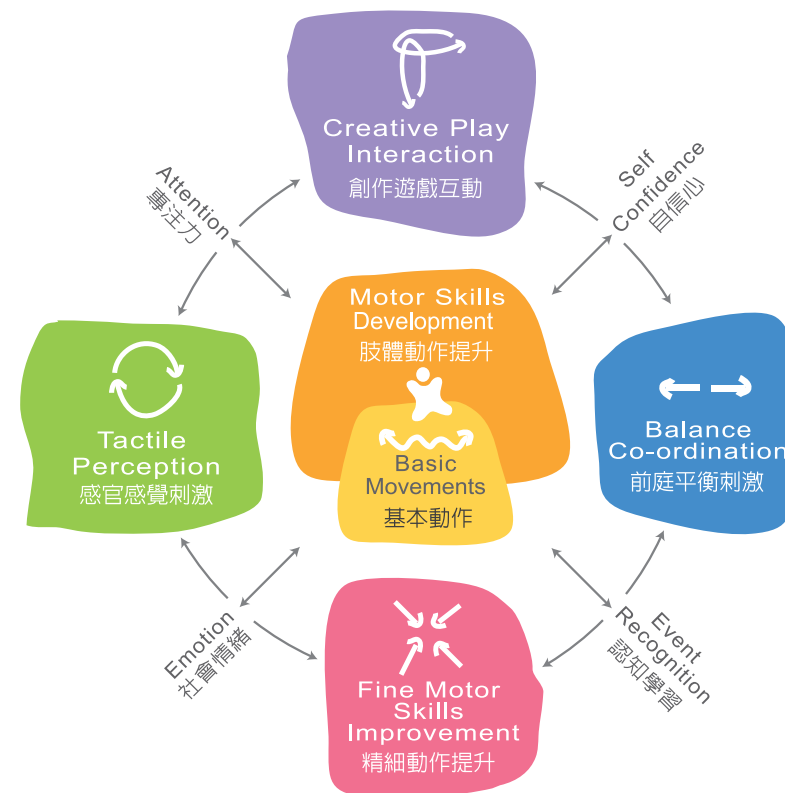 Creative Play
Interaction
創作遊戲互動
Attention
專注力
Self
Confidence
自信心
Motor Skills
Development
肢體動作提升
Tactile
Perception
感官感覺刺激
Basic
Movements
基本動作
Balance
Co-ordination
前庭平衡刺激
Emotion
社會情緒
Event
Recognition
認知學習
Fine Motor
Skills
Improvement
精細動作提升